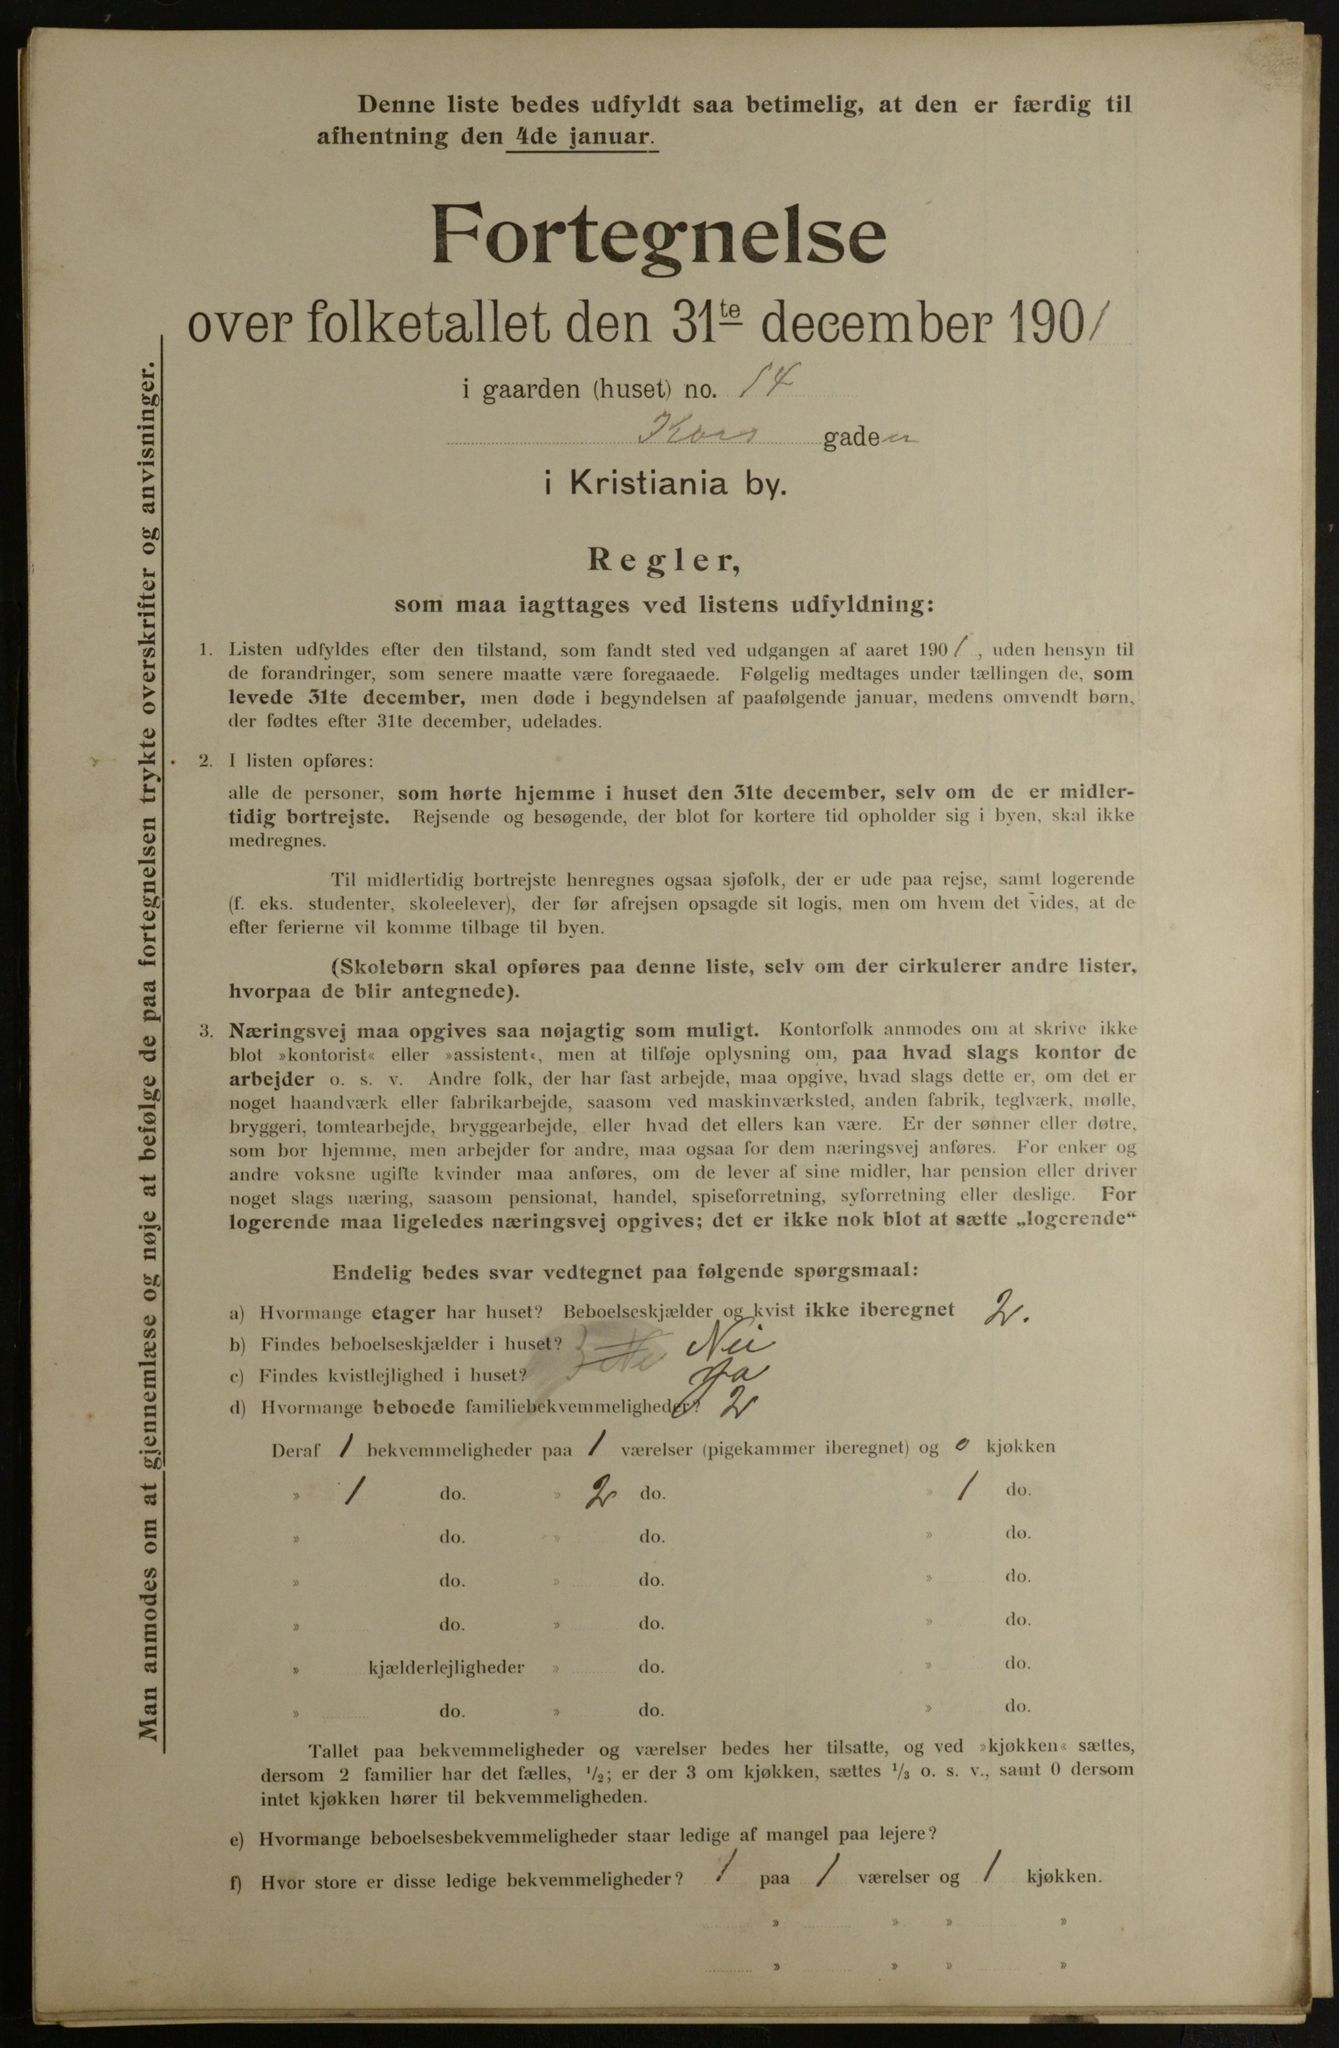 Denne liste bedes udfyldt saa betimelig, at den er færdig til
afhentning den 4de januar.
Fortegnelse
over folketallet den 31te december 1901
i gaarden (huset) no. 14
Kors gaden
i Kristiania by.
Regler,
som maa iagttages ved listens udfyldning:
1. Listen udfyldes efter den tilstand, som fandt sted ved udgangen af aaret 1901, uden hensyn til
de forandringer, som senere maatte være foregaaede. Følgelig medtages under tællingen de, som
levede 31te december, men døde i begyndelsen af paafølgende januar, medens omvendt børn,
der fødtes efter 31te december, udelades.
2. I listen opføres:
alle de personer, som hørte hjemme i huset den 31te december, selv om de er midler-
tidig bortrejste. Rejsende og besøgende, der blot for kortere tid opholder sig i byen, skal ikke
medregnes.
Til midlertidig bortrejste henregnes ogsaa sjøfolk, der er ude paa rejse, samt logerende
(f. eks. studenter, skoleelever), der før afrejsen opsagde sit logis, men om hvem det vides, at de
efter ferierne vil komme tilbage til byen.
(Skolebørn skal opføres paa denne liste, selv om der cirkulerer andre lister,
hvorpaa de blir antegnede).
3. Næringsvej maa opgives saa nøjagtig som muligt. Kontorfolk anmodes om at skrive ikke
blot »kontorist« eller »assistent«, men at tilføje oplysning om, paa hvad slags kontor de
arbejder o. s. v. Andre folk, der har fast arbejde, maa opgive, hvad slags dette er, om det er
noget haandværk eller fabrikarbejde, saasom ved maskinværksted, anden fabrik, teglværk, mølle,
bryggeri, tomtearbejde, bryggearbejde, eller hvad det ellers kan være. Er der sønner eller døtre,
som bor hjemme, men arbejder for andre, maa ogsaa for dem næringsvej anføres. For enker og
andre voksne ugifte kvinder maa anføres, om de lever af sine midler, har pension eller driver
noget slags næring, saasom pensionat, handel, spiseforretning, syforretning eller deslige. For
logerende maa ligeledes næringsvej opgives; det er ikke nok blot at sætte „logerende“
Endelig bedes svar vedtegnet paa følgende spørgsmaal:
a) Hvormange etager har huset? Beboelseskjælder og kvist ikke iberegnet 2.
b) Findes beboelseskjælder i huset? Nei
c) Findes kvistlejlighed i huset? Ja
d) Hvormange beboede familiebekvemmeligheder? 2
Deraf 1 bekvemmeligheder paa 1 værelser (pigekammer iberegnet) og 0 kjøkken
» 1 do. » 2 do. » 1 do.
» do. » do. » do.
» do. » do. » do.
» do. » do. » do.
» kjælderlejligheder » do. » do.
» do. » do. » do.
Tallet paa bekvemmeligheder og værelser bedes her tilsatte, og ved »kjøkken« sættes,
dersom 2 familier har det fælles, 1/2; er der 3 om kjøkken, sættes 1/3 o. s. v., samt 0 dersom
intet kjøkken hører til bekvemmeligheden.
e) Hvormange beboelsesbekvemmeligheder staar ledige af mangel paa lejere?
f) Hvor store er disse ledige bekvemmeligheder? 1 paa 1 værelser og 1 kjøkken.
» » » »
» » » »
Man anmodes om at gjennemlæse og nøje at befølge de paa fortegnelsen trykte overskrifter og anvisninger.